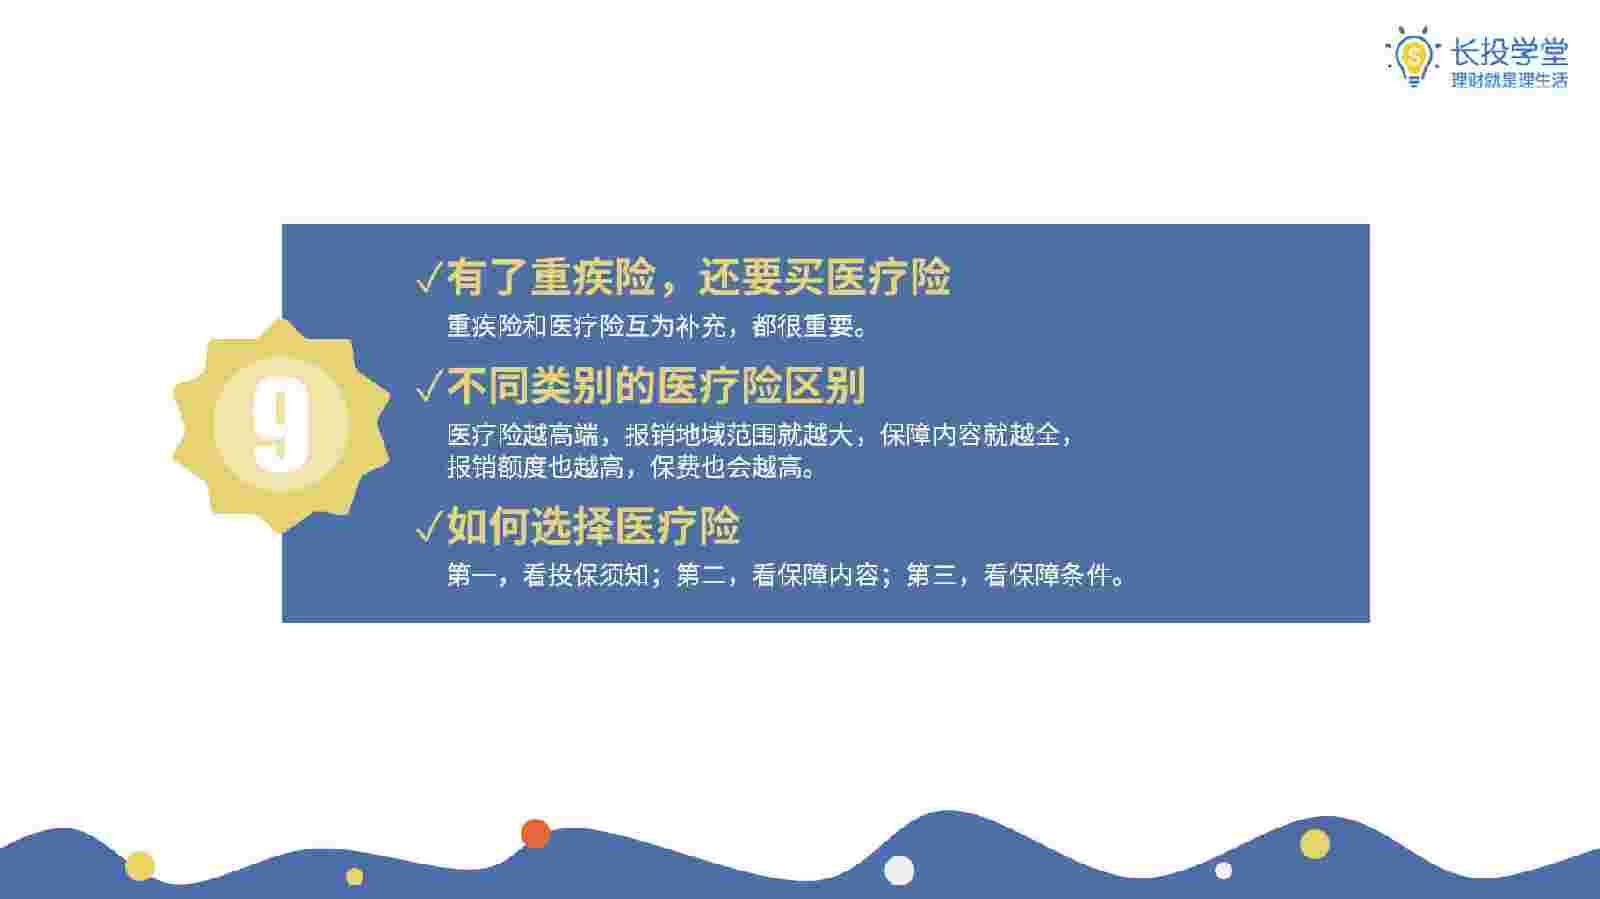 长投学堂
理财就是理生活
9
✓有了重疾险，还要买医疗险
重疾险和医疗险互为补充，都很重要。
✓不同类别的医疗险区别
医疗险越高端，报销地域范围就越大，保障内容就越全，
报销额度也越高，保费也会越高。
✓如何选择医疗险
第一，看投保须知；第二，看保障内容；第三，看保障条件。